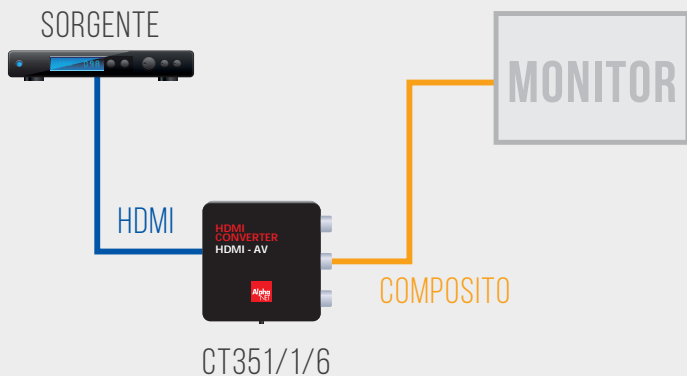 SORGENTE
MONITOR
HDMI
HDMI
CONVERTER
HDMI - AV
Alpha
NET
COMPOSITO
CT351/1/6